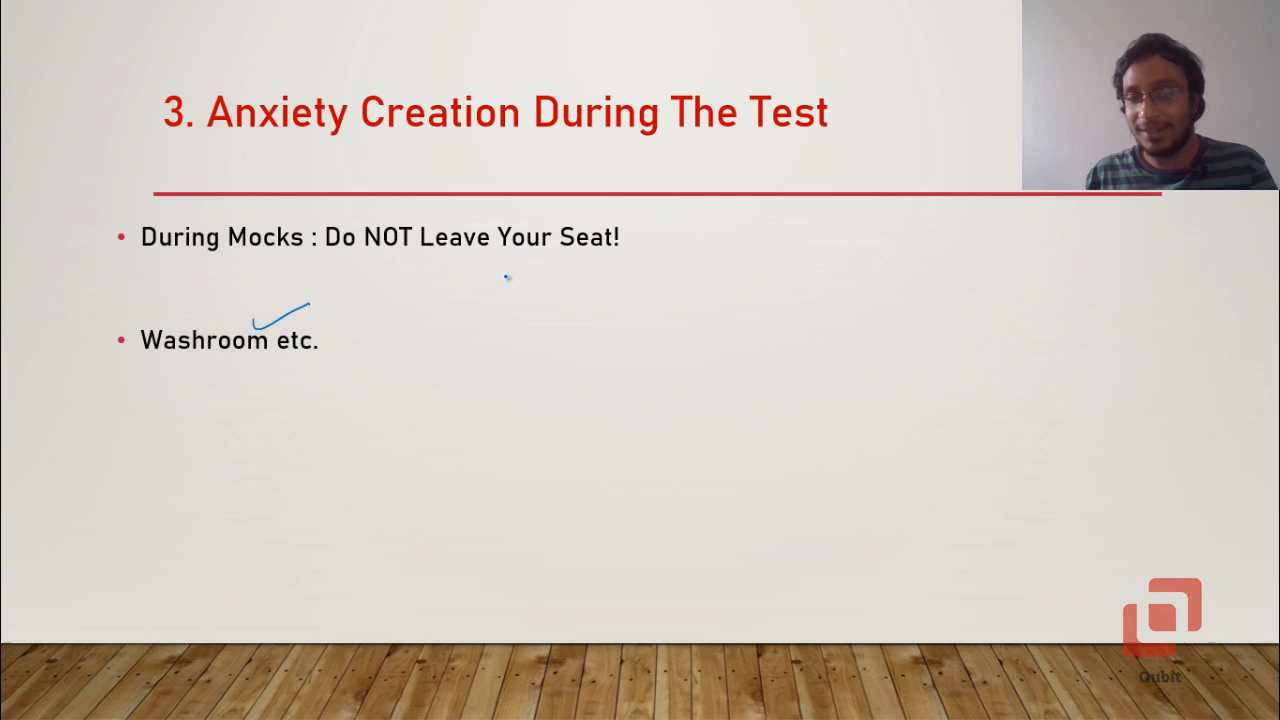 3. Anxiety Creation During The Test
• During Mocks : Do NOT Leave Your Seat!
• Washroom etc.
Qubit